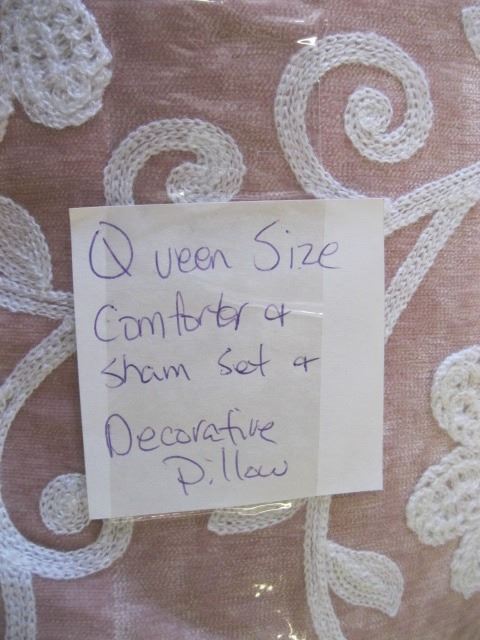 Queen Size
Comforter &
Sham Set &
Decorative
Pillow